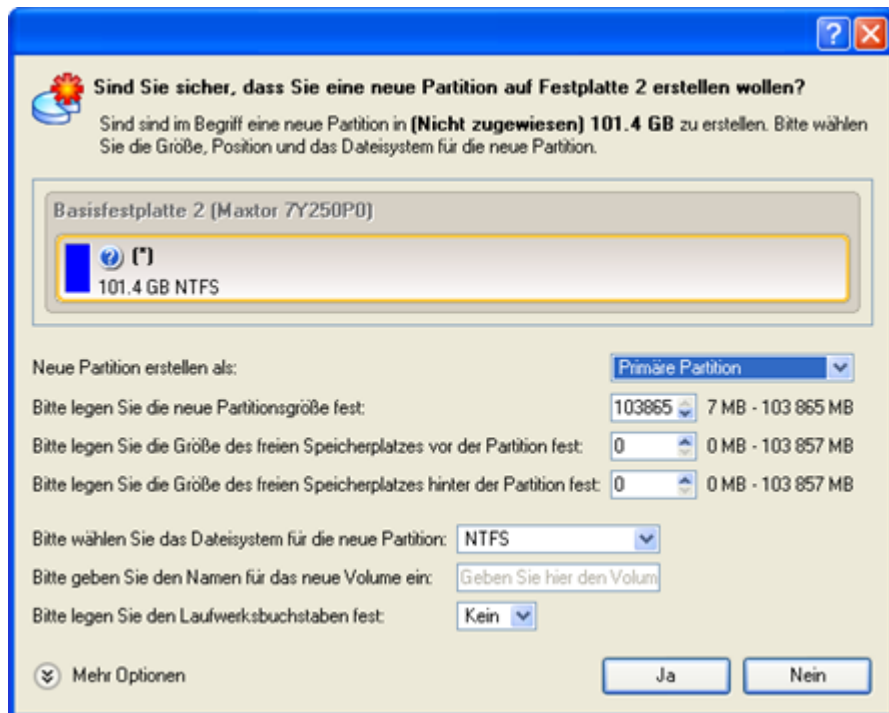 Sind Sie sicher, dass Sie eine neue Partition auf Festplatte 2 erstellen wollen?
Sind sind im Begriff eine neue Partition in (Nicht zugewiesen) 101.4 GB zu erstellen. Bitte wählen
Sie die Größe, Position und das Dateisystem für die neue Partition.
Basisfestplatte 2 (Maxtor 7Y250P0)
(*)
101.4 GB NTFS
Neue Partition erstellen als: Primäre Partition
Bitte legen Sie die neue Partitionsgröße fest: 103865 7 MB - 103 865 MB
Bitte legen Sie die Größe des freien Speicherplatzes vor der Partition fest: 0 0 MB - 103 857 MB
Bitte legen Sie die Größe des freien Speicherplatzes hinter der Partition fest: 0 0 MB - 103 857 MB
Bitte wählen Sie das Dateisystem für die neue Partition: NTFS
Bitte geben Sie den Namen für das neue Volume ein: Geben Sie hier den Volum
Bitte legen Sie den Laufwerksbuchstaben fest: Kein
Mehr Optionen Ja Nein